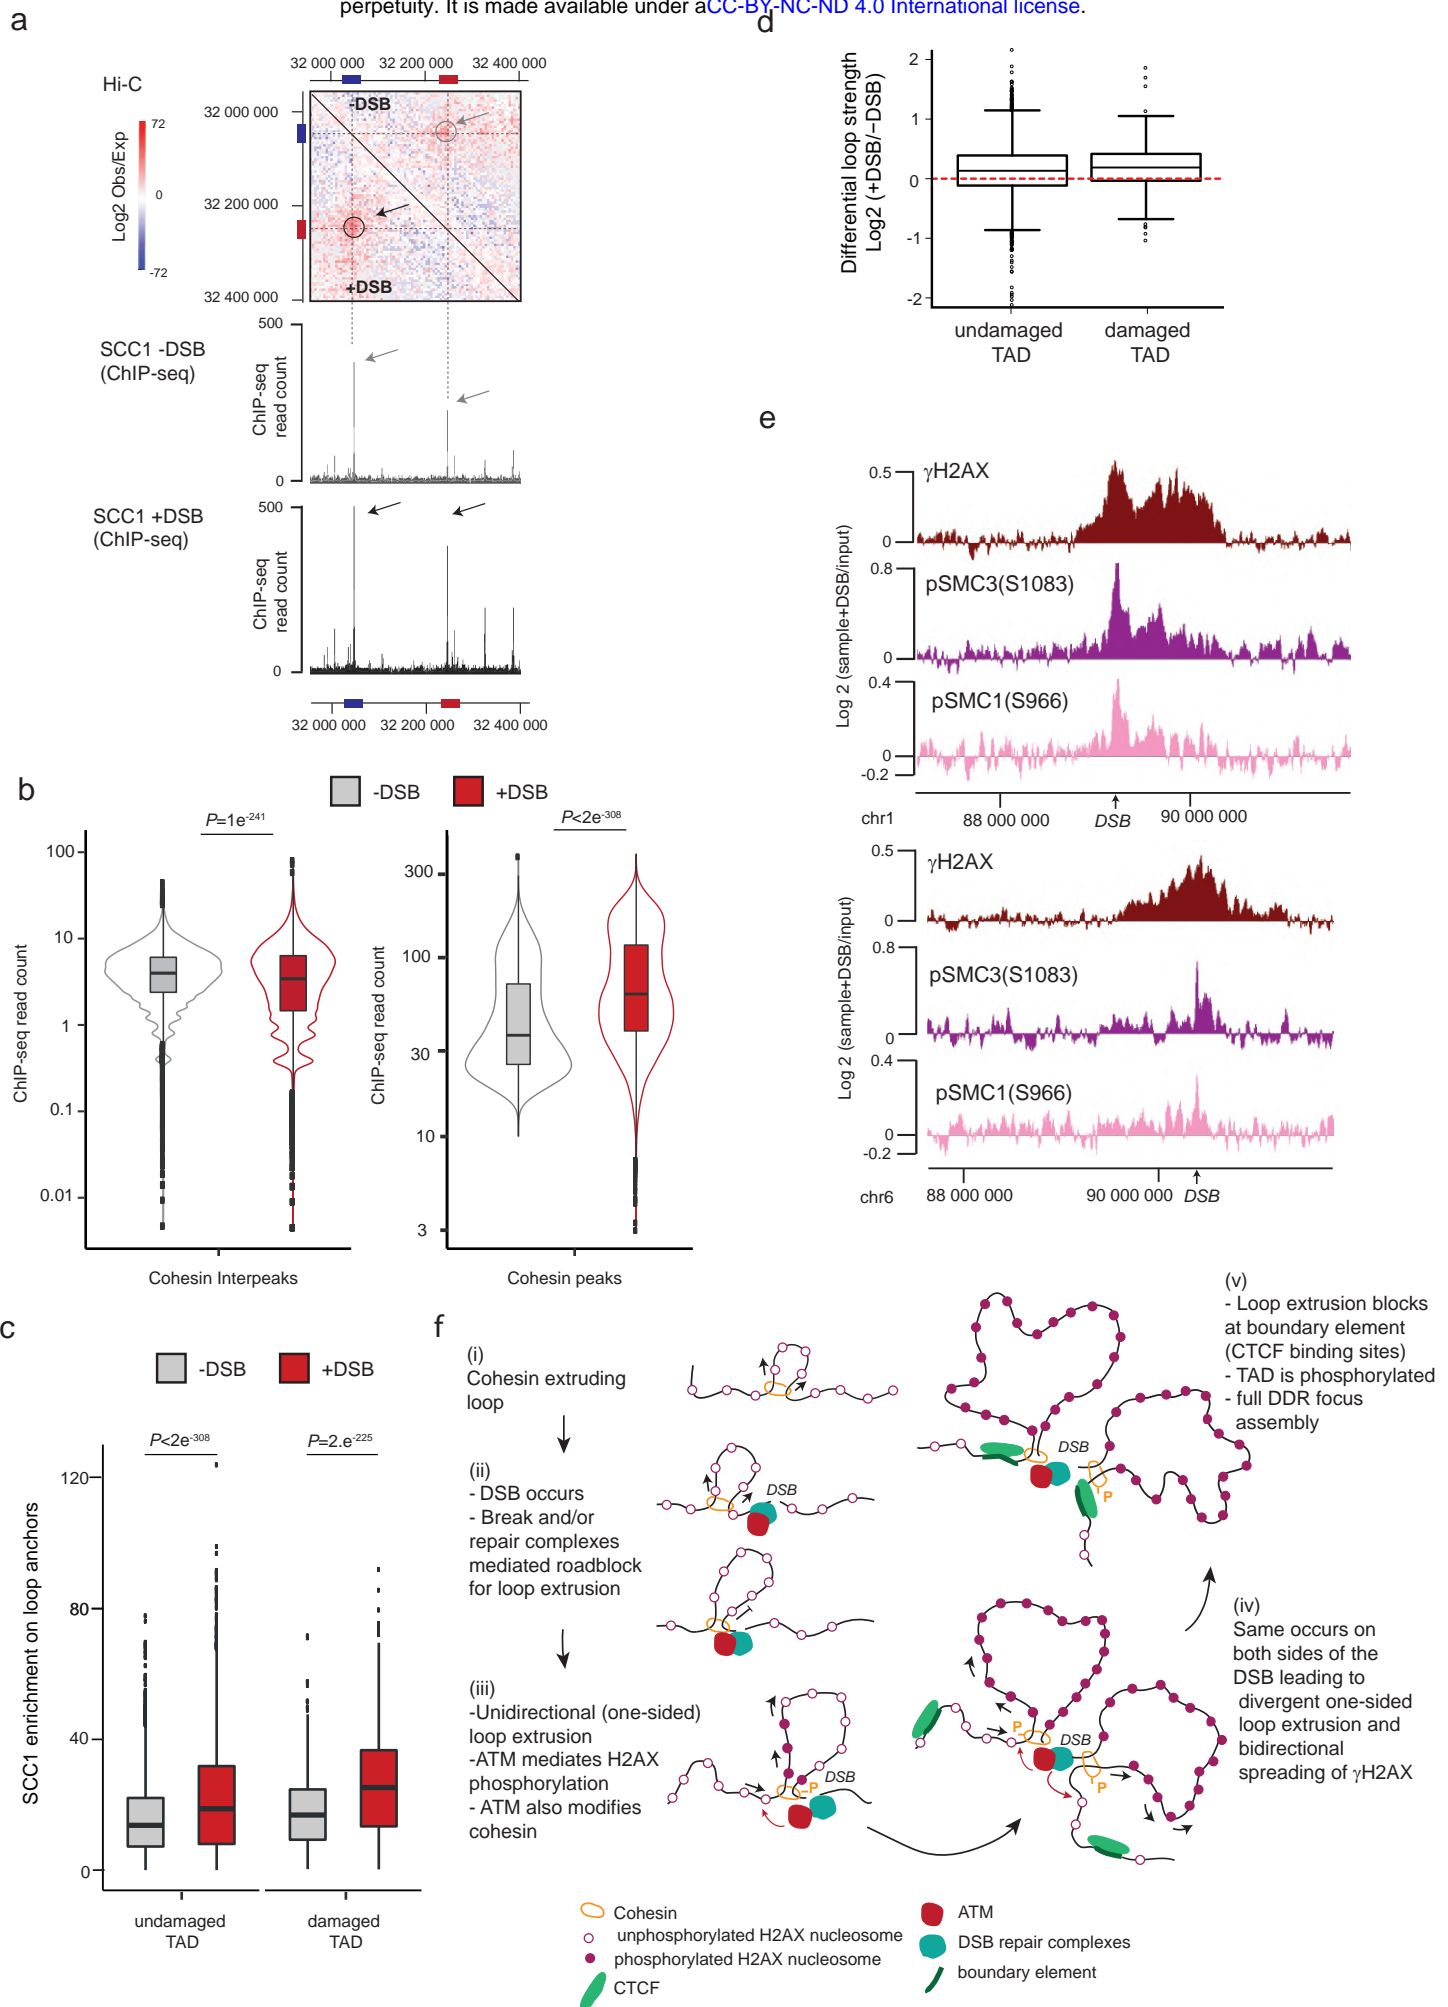 perpetuity. It is made available under aCC-BY-NC-ND 4.0 International license.
a
Hi-C
Log2 Obs/Exp
72
0
-72
32 000 000
32 200 000
32 400 000
32 000 000
32 200 000
32 400 000
-DSB
+DSB
SCC1 -DSB
(ChIP-seq)
ChIP-seq
read count
500
0
SCC1 +DSB
(ChIP-seq)
ChIP-seq
read count
500
0
32 000 000
32 200 000
32 400 000
b
-DSB
+DSB
P=1e-241
ChIP-seq read count
100
10
1
0.1
0.01
Cohesin Interpeaks
P<2e-308
ChIP-seq read count
300
100
30
10
3
Cohesin peaks
c
-DSB
+DSB
P<2e-308
P=2.e-225
SCC1 enrichment on loop anchors
120
80
40
0
undamaged
TAD
damaged
TAD
d
Differential loop strength
Log2 (+DSB/−DSB)
2
1
0
-1
-2
undamaged
TAD
damaged
TAD
e
Log 2 (sample+DSB/input)
γH2AX
0.5
0
pSMC3(S1083)
0.8
0
pSMC1(S966)
0.4
0
-0.2
chr1
88 000 000
DSB
90 000 000
Log 2 (sample+DSB/input)
γH2AX
0.5
0
pSMC3(S1083)
0.8
0
pSMC1(S966)
0.4
0
-0.2
chr6
88 000 000
90 000 000
DSB
f
(i)
Cohesin extruding
loop
(ii)
- DSB occurs
- Break and/or
repair complexes
mediated roadblock
for loop extrusion
DSB
(iii)
-Unidirectional (one-sided)
loop extrusion
-ATM mediates H2AX
phosphorylation
- ATM also modifies
cohesin
P
DSB
(iv)
Same occurs on
both sides of the
DSB leading to
divergent one-sided
loop extrusion and
bidirectional
spreading of γH2AX
P
DSB
P
(v)
- Loop extrusion blocks
at boundary element
(CTCF binding sites)
- TAD is phosphorylated
- full DDR focus
assembly
DSB
P
Cohesin
unphosphorylated H2AX nucleosome
phosphorylated H2AX nucleosome
CTCF
ATM
DSB repair complexes
boundary element